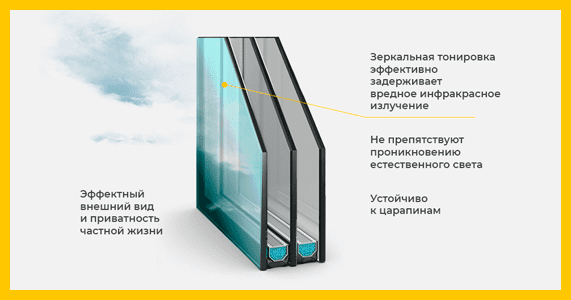 Зеркальная тонировка
эффективно
задерживает
вредное инфракрасное
излучение
Не препятствуют
проникновению
естественного света
Устойчиво
к царапинам
Эффектный
внешний вид
и приватность
частной жизни